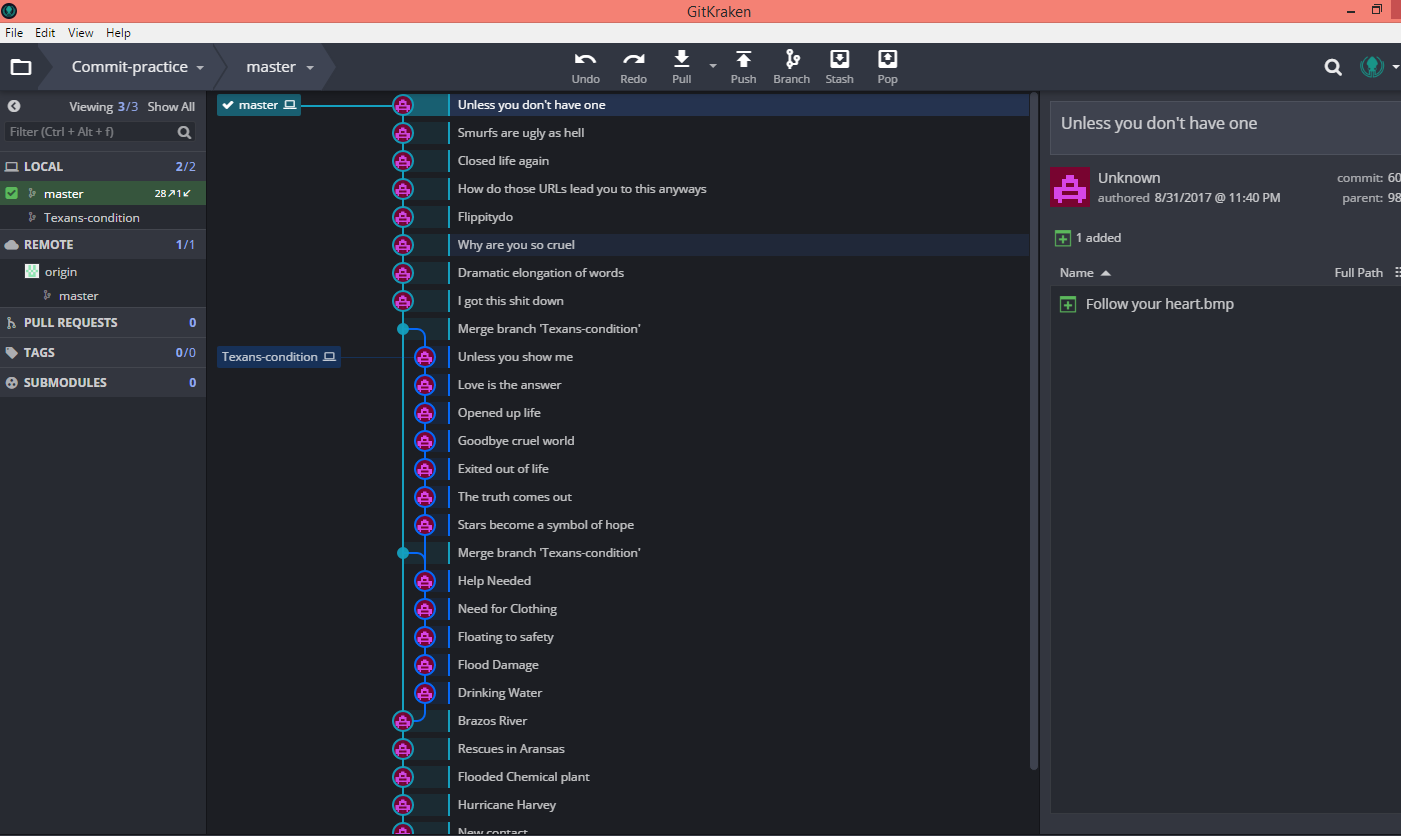 GitKraken
File Edit View Help
Commit-practice master
Undo Redo Pull Push Branch Stash Pop
Viewing 3/3 Show All
Filter (Ctrl + Alt + f)
LOCAL 2/2
master 28↗1↙
Texans-condition
REMOTE 1/1
origin
master
PULL REQUESTS 0
TAGS 0/0
SUBMODULES 0
master Unless you don't have one
Smurfs are ugly as hell
Closed life again
How do those URLs lead you to this anyways
Flippitydo
Why are you so cruel
Dramatic elongation of words
I got this shit down
Merge branch 'Texans-condition'
Texans-condition Unless you show me
Love is the answer
Opened up life
Goodbye cruel world
Exited out of life
The truth comes out
Stars become a symbol of hope
Merge branch 'Texans-condition'
Help Needed
Need for Clothing
Floating to safety
Flood Damage
Drinking Water
Brazos River
Rescues in Aransas
Flooded Chemical plant
Hurricane Harvey
New contact
Unless you don't have one
Unknown commit: 60
authored 8/31/2017 @ 11:40 PM parent: 98
1 added
Name Full Path
Follow your heart.bmp